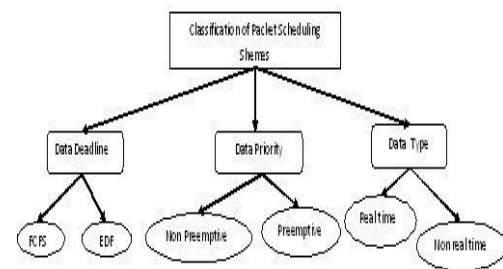 Classification of Paclet Scheduling
Shemes
Data Deadline
Data Priority
Data Type
FCFS
EDF
Non Preemptive
Preemptive
Real time
Non real time